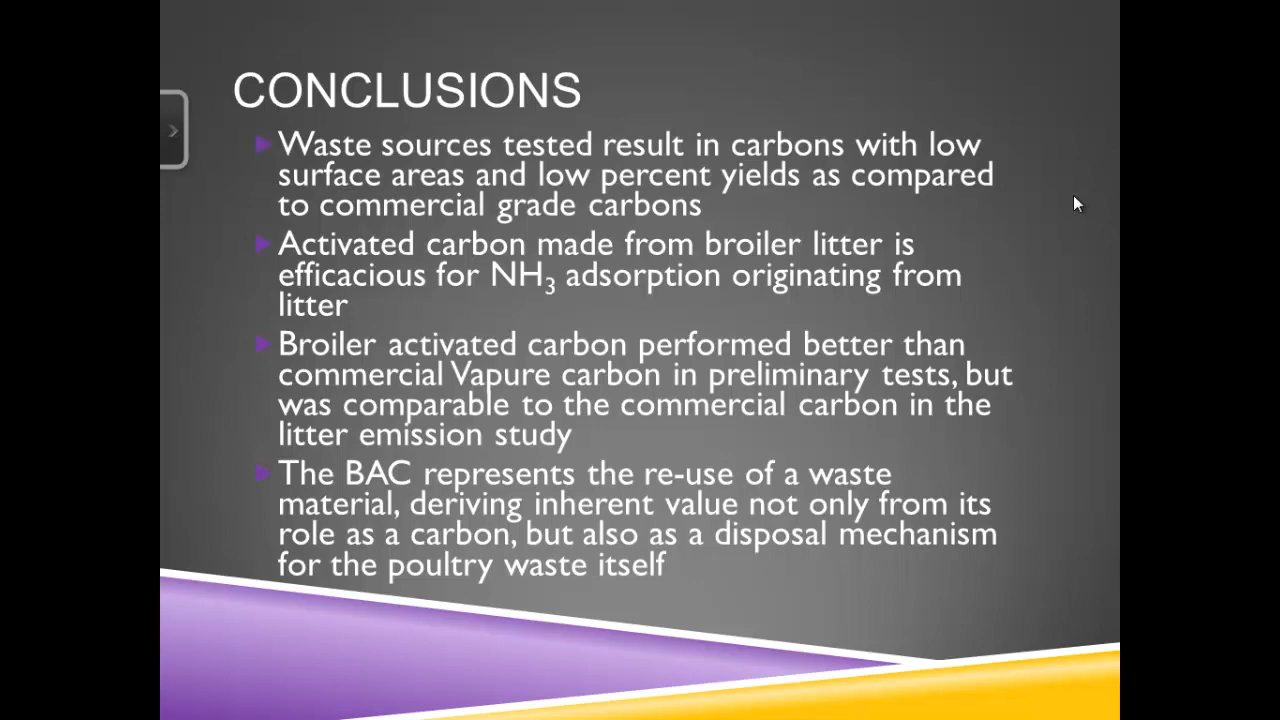 CONCLUSIONS
Waste sources tested result in carbons with low
surface areas and low percent yields as compared
to commercial grade carbons
Activated carbon made from broiler litter is
efficacious for NH₃ adsorption originating from
litter
Broiler activated carbon performed better than
commercial Vapure carbon in preliminary tests, but
was comparable to the commercial carbon in the
litter emission study
The BAC represents the re-use of a waste
material, deriving inherent value not only from its
role as a carbon, but also as a disposal mechanism
for the poultry waste itself